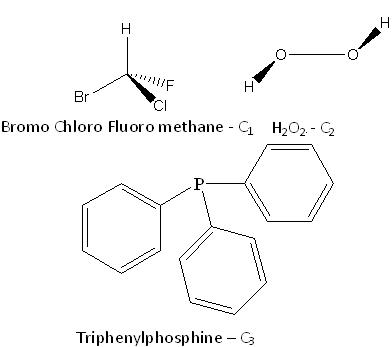 H
H
O
O
F
Br
Cl
H
Bromo Chloro Fluoro methane - C₁
H₂O₂ - C₂
P
Triphenylphosphine – C₃